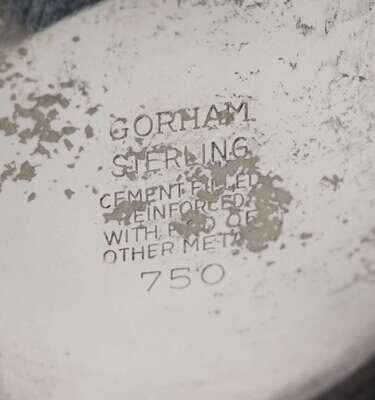 GORHAM
STERLING
CEMENT FILLED
REINFORCED
WITH ROD OF
OTHER METAL
750